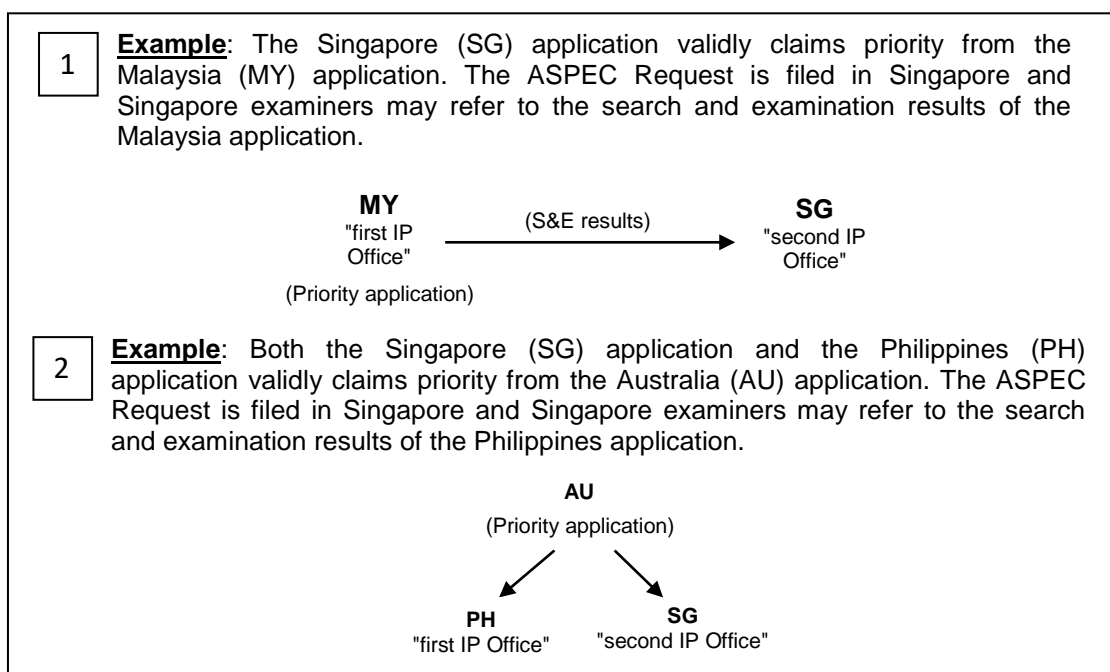 1
Example: The Singapore (SG) application validly claims priority from the
Malaysia (MY) application. The ASPEC Request is filed in Singapore and
Singapore examiners may refer to the search and examination results of the
Malaysia application.
MY
"first IP
Office"
(Priority application)
(S&E results)
SG
"second IP
Office"
2
Example: Both the Singapore (SG) application and the Philippines (PH)
application validly claims priority from the Australia (AU) application. The ASPEC
Request is filed in Singapore and Singapore examiners may refer to the search
and examination results of the Philippines application.
AU
(Priority application)
PH
"first IP Office"
SG
"second IP Office"